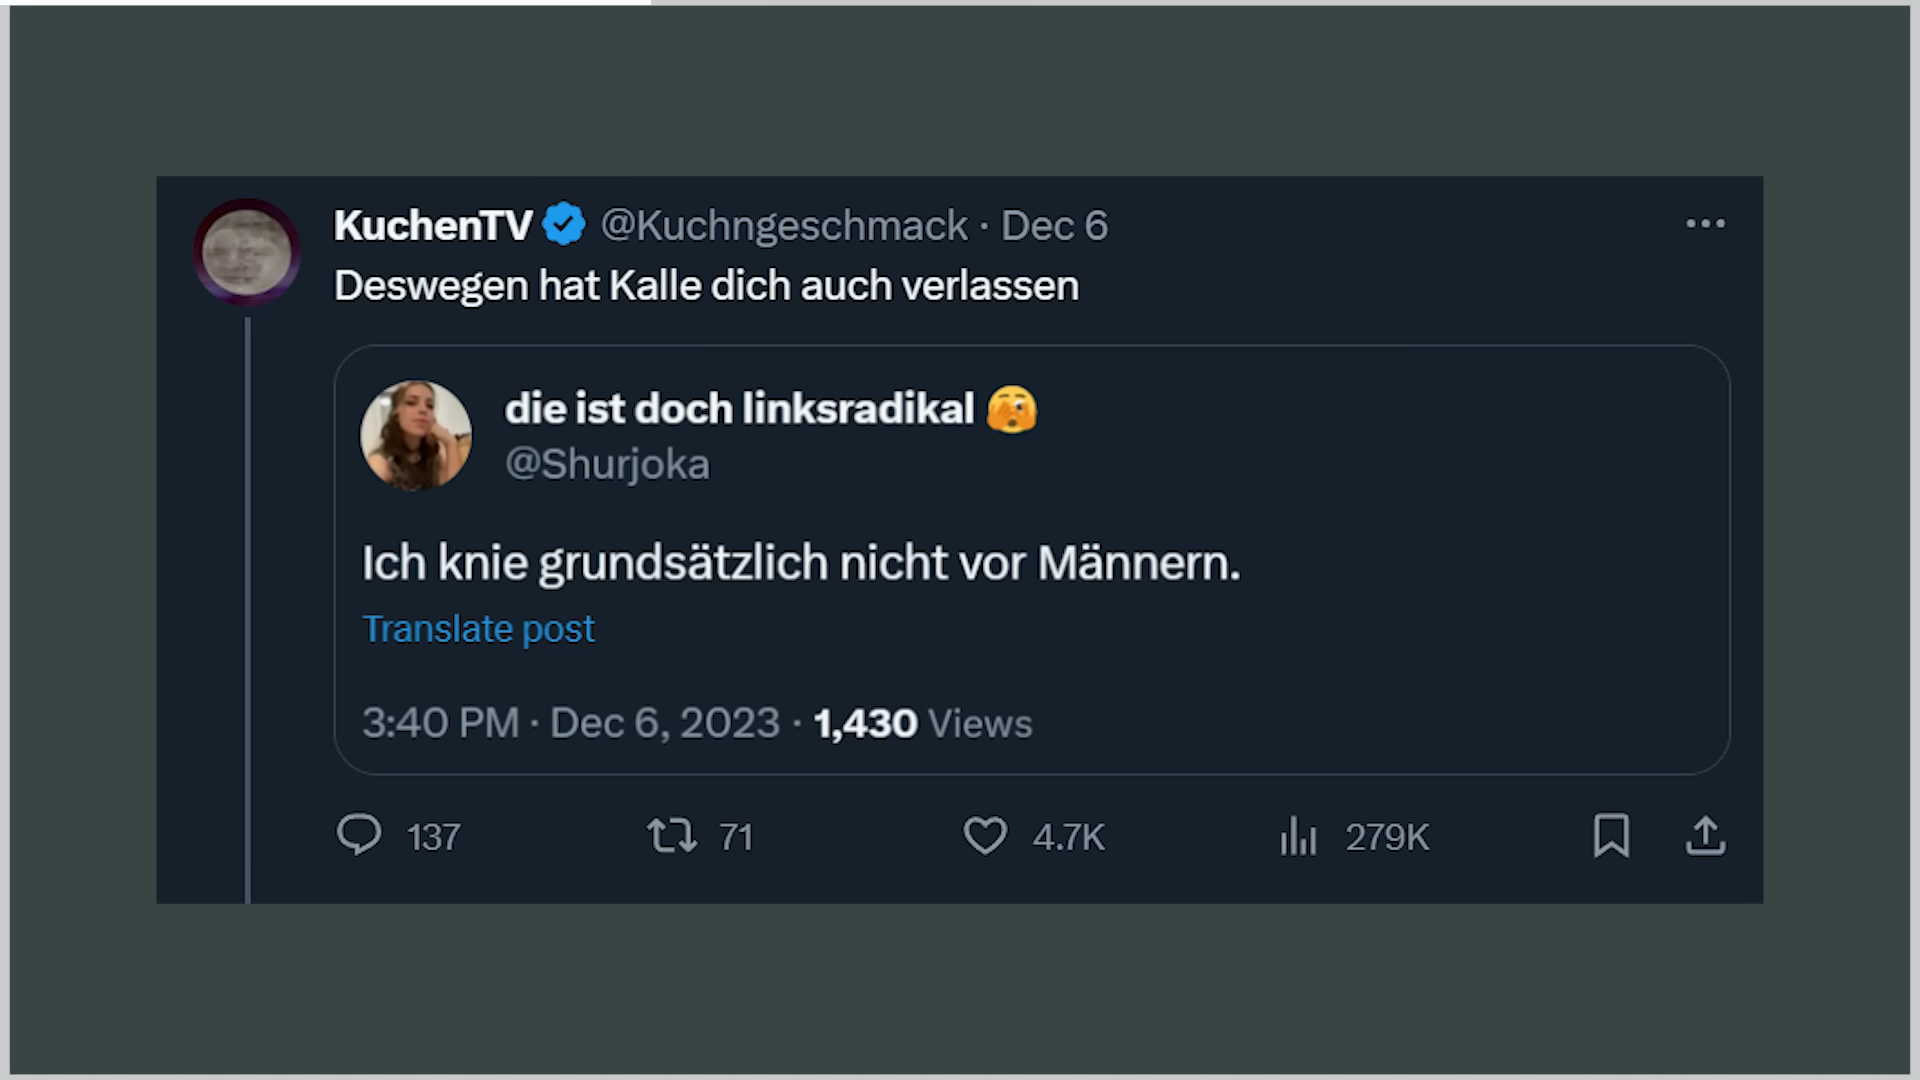 KuchenTV @Kuchngeschmack · Dec 6
Deswegen hat Kalle dich auch verlassen
die ist doch linksradikal 🫣
@Shurjoka
Ich knie grundsätzlich nicht vor Männern.
Translate post
3:40 PM · Dec 6, 2023 · 1,430 Views
137 71 4.7K 279K